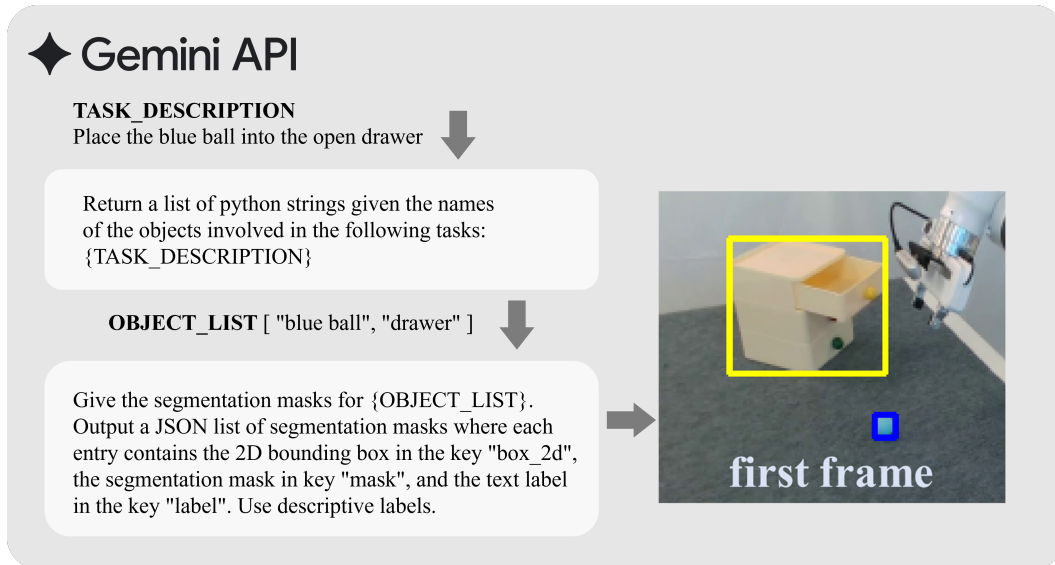 Gemini API
TASK_DESCRIPTION
Place the blue ball into the open drawer
Return a list of python strings given the names
of the objects involved in the following tasks:
{TASK_DESCRIPTION}
OBJECT_LIST [ "blue ball", "drawer" ]
Give the segmentation masks for {OBJECT_LIST}.
Output a JSON list of segmentation masks where each
entry contains the 2D bounding box in the key "box_2d",
the segmentation mask in key "mask", and the text label
in the key "label". Use descriptive labels.
first frame